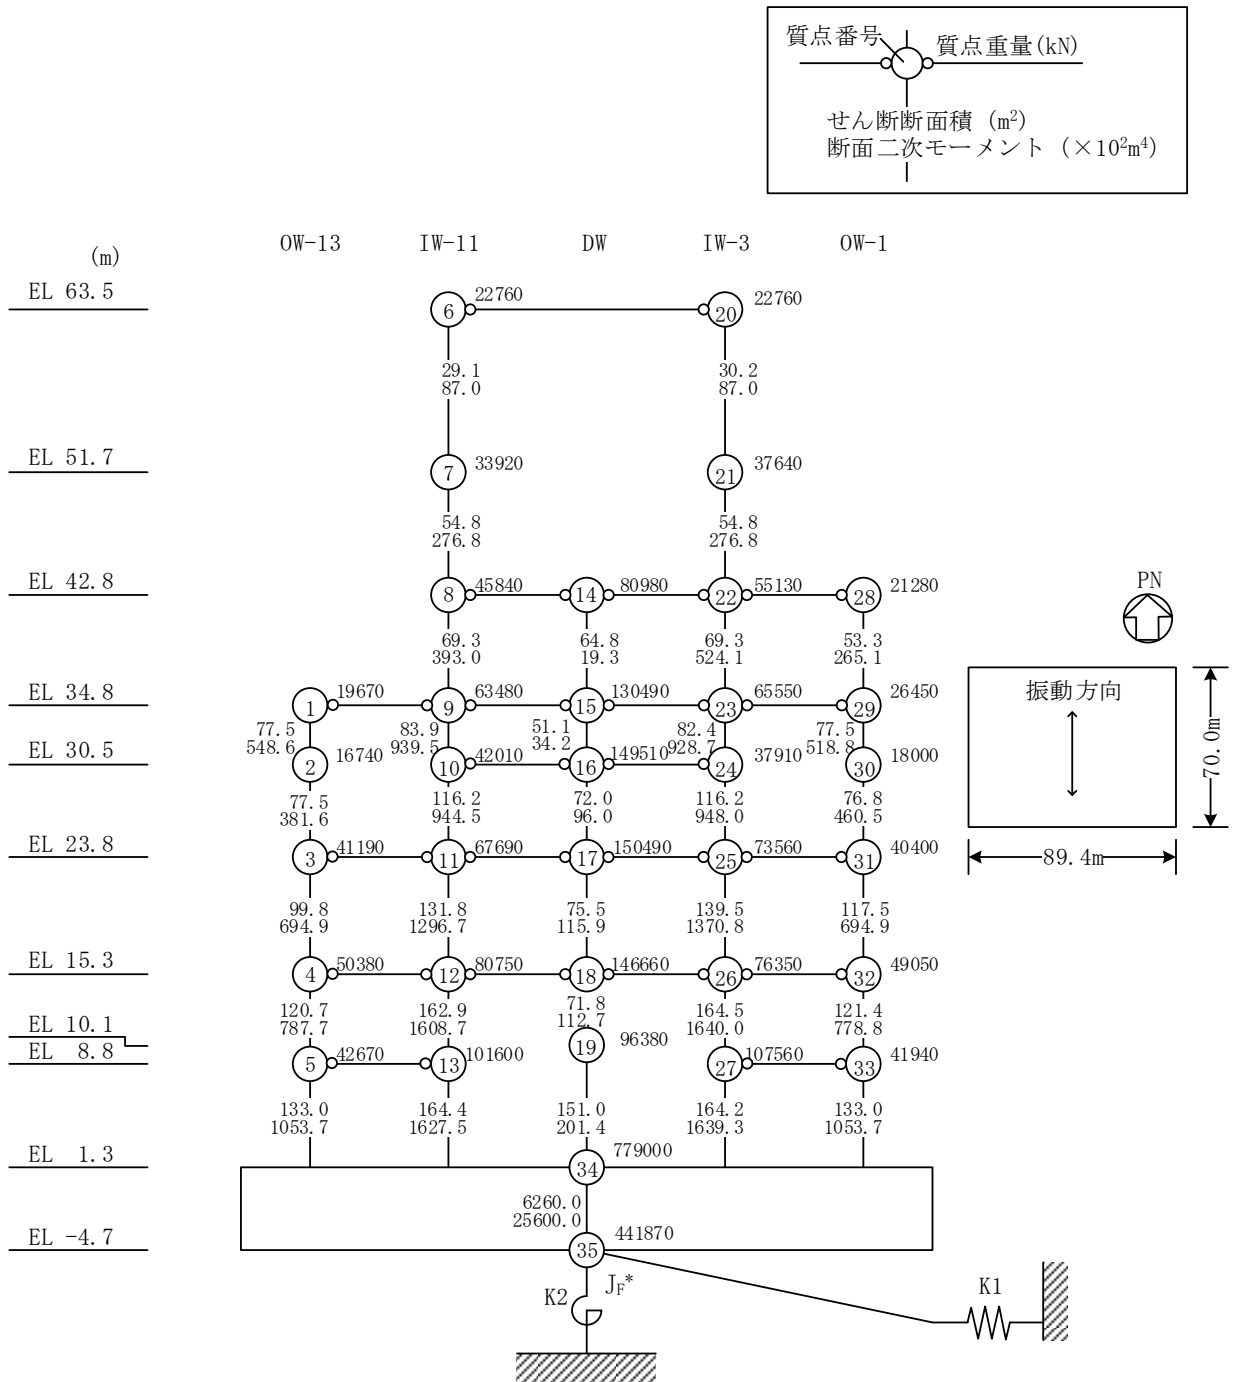 質点番号
質点重量(kN)
せん断断面積 (m²)
断面二次モーメント (×10²m⁴)
OW-13 IW-11 DW IW-3 OW-1
(m)
EL 63.5
6 22760 20 22760
29.1 30.2
87.0 87.0
EL 51.7
7 33920 21 37640
54.8 54.8
276.8 276.8
EL 42.8
8 45840 14 80980 22 55130 28 21280
69.3 64.8 69.3 53.3
393.0 19.3 524.1 265.1
EL 34.8
1 19670 9 63480 15 130490 23 65550 29 26450
77.5 83.9 51.1 82.4 77.5
548.6 939.5 34.2 928.7 518.8
EL 30.5
2 16740 10 42010 16 149510 24 37910 30 18000
77.5 116.2 72.0 116.2 76.8
381.6 944.5 96.0 948.0 460.5
EL 23.8
3 41190 11 67690 17 150490 25 73560 31 40400
99.8 131.8 75.5 139.5 117.5
694.9 1296.7 115.9 1370.8 694.9
EL 15.3
4 50380 12 80750 18 146660 26 76350 32 49050
120.7 162.9 71.8 164.5 121.4
787.7 1608.7 112.7 1640.0 778.8
EL 10.1
19 96380
EL 8.8
5 42670 13 101600 27 107560 33 41940
133.0 164.4 151.0 164.2 133.0
1053.7 1627.5 201.4 1639.3 1053.7
EL 1.3
34 779000
6260.0
25600.0
EL -4.7
35 441870
K2 J_F*
K1
PN
振動方向
70.0m
89.4m